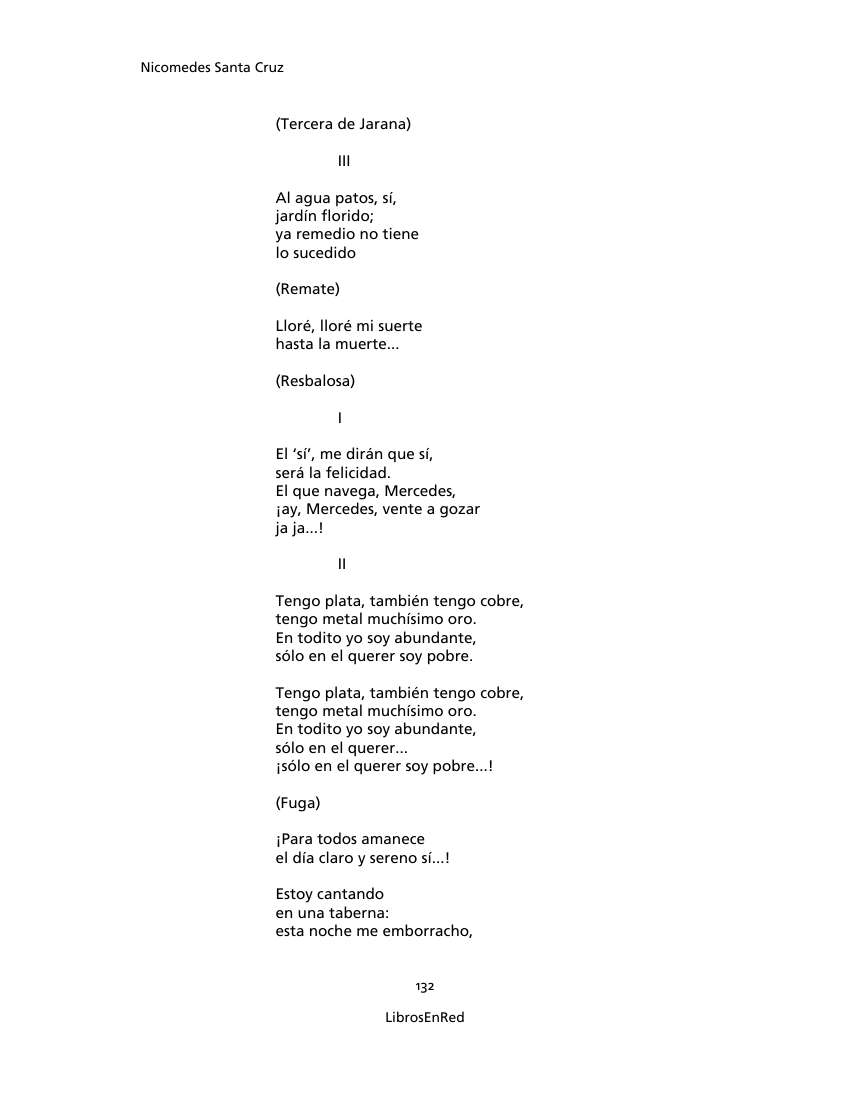 Nicomedes Santa Cruz
(Tercera de Jarana)
III
Al agua patos, sí,
jardín florido;
ya remedio no tiene
lo sucedido
(Remate)
Lloré, lloré mi suerte
hasta la muerte...
(Resbalosa)
I
El ‘sí’, me dirán que sí,
será la felicidad.
El que navega, Mercedes,
¡ay, Mercedes, vente a gozar
ja ja...!
II
Tengo plata, también tengo cobre,
tengo metal muchísimo oro.
En todito yo soy abundante,
sólo en el querer soy pobre.
Tengo plata, también tengo cobre,
tengo metal muchísimo oro.
En todito yo soy abundante,
sólo en el querer...
¡sólo en el querer soy pobre...!
(Fuga)
¡Para todos amanece
el día claro y sereno sí...!
Estoy cantando
en una taberna:
esta noche me emborracho,
132
LibrosEnRed